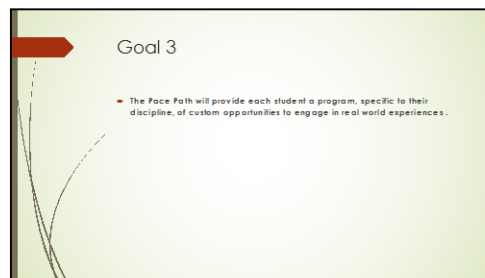 Goal 3
The Pace Path will provide each student a program, specific to their
discipline, of custom opportunities to engage in real world experiences .